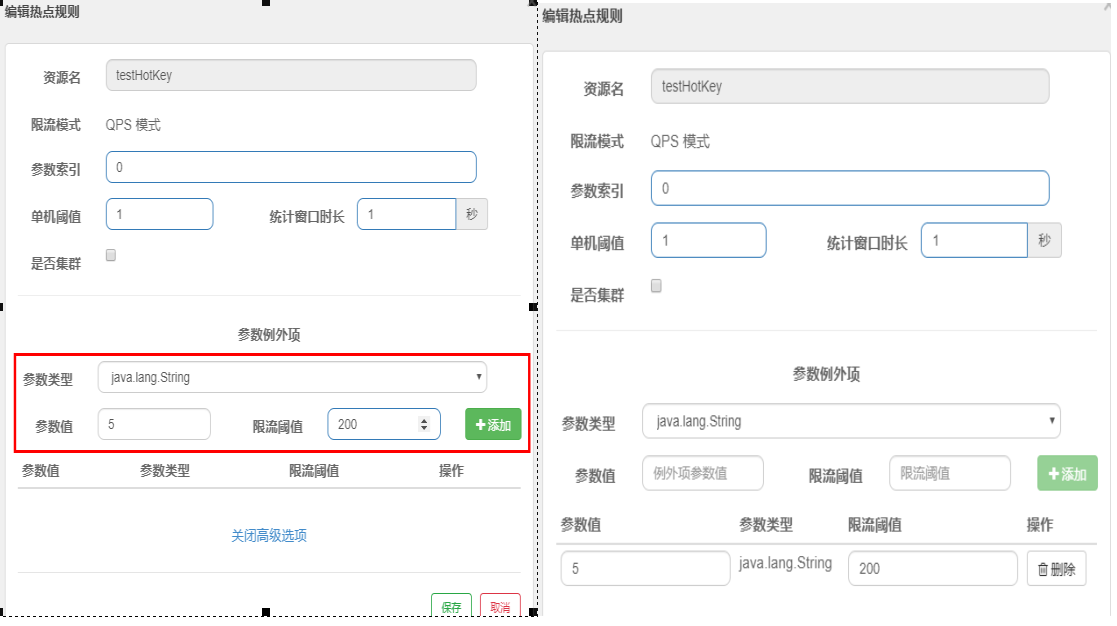 编辑热点规则
资源名 testHotKey
限流模式 QPS 模式
参数索引 0
单机阈值 1 统计窗口时长 1 秒
是否集群
参数例外项
参数类型 java.lang.String
参数值 5 限流阈值 200 添加
参数值 参数类型 限流阈值 操作
关闭高级选项
保存 取消
编辑热点规则
资源名 testHotKey
限流模式 QPS 模式
参数索引 0
单机阈值 1 统计窗口时长 1 秒
是否集群
参数例外项
参数类型 java.lang.String
参数值 例外项参数值 限流阈值 限流阈值 添加
参数值 参数类型 限流阈值 操作
5 java.lang.String 200 删除